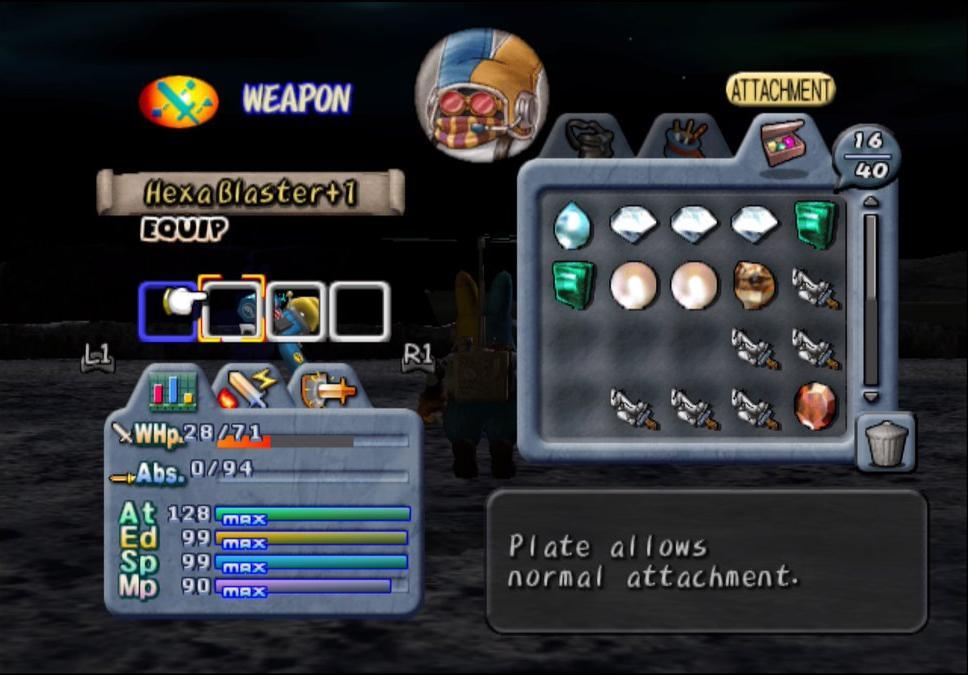 WEAPON
ATTACHMENT
16
40
HexaBlaster+1
EQUIP
L1
R1
WHp. 28/71
Abs. 0/94
At 128 max
Ed 99 max
Sp 99 max
Mp 90 max
Plate allows
normal attachment.